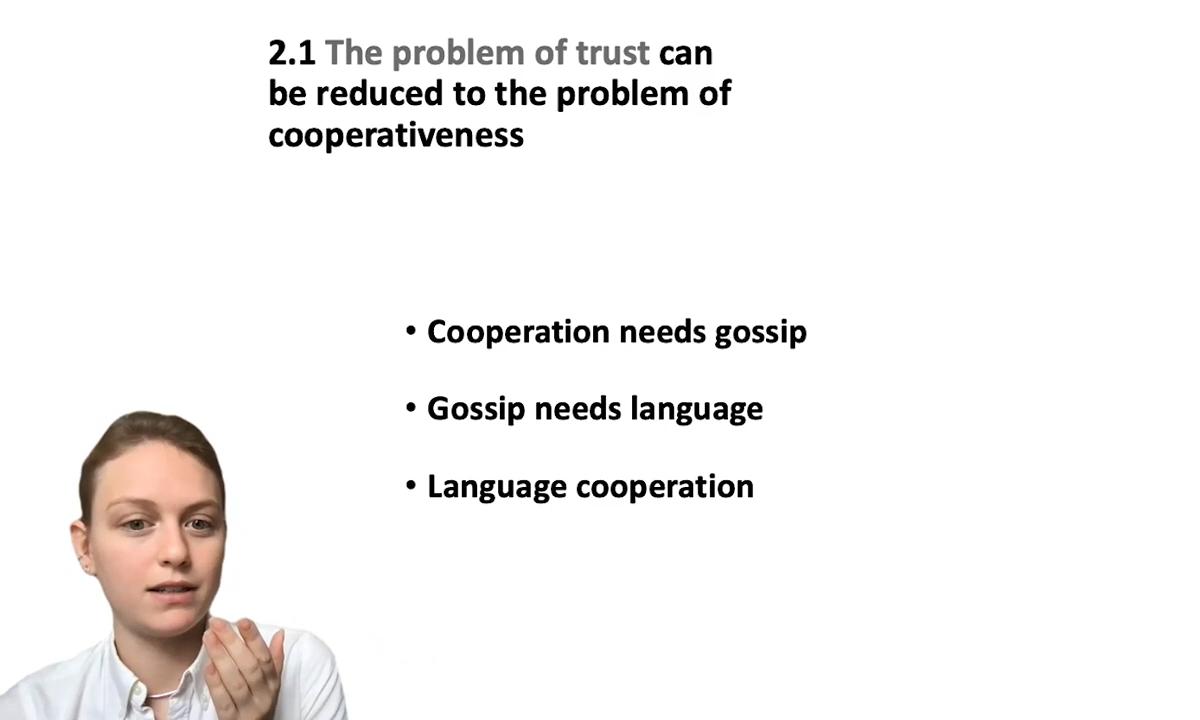 2.1 The problem of trust can
be reduced to the problem of
cooperativeness
• Cooperation needs gossip
• Gossip needs language
• Language cooperation